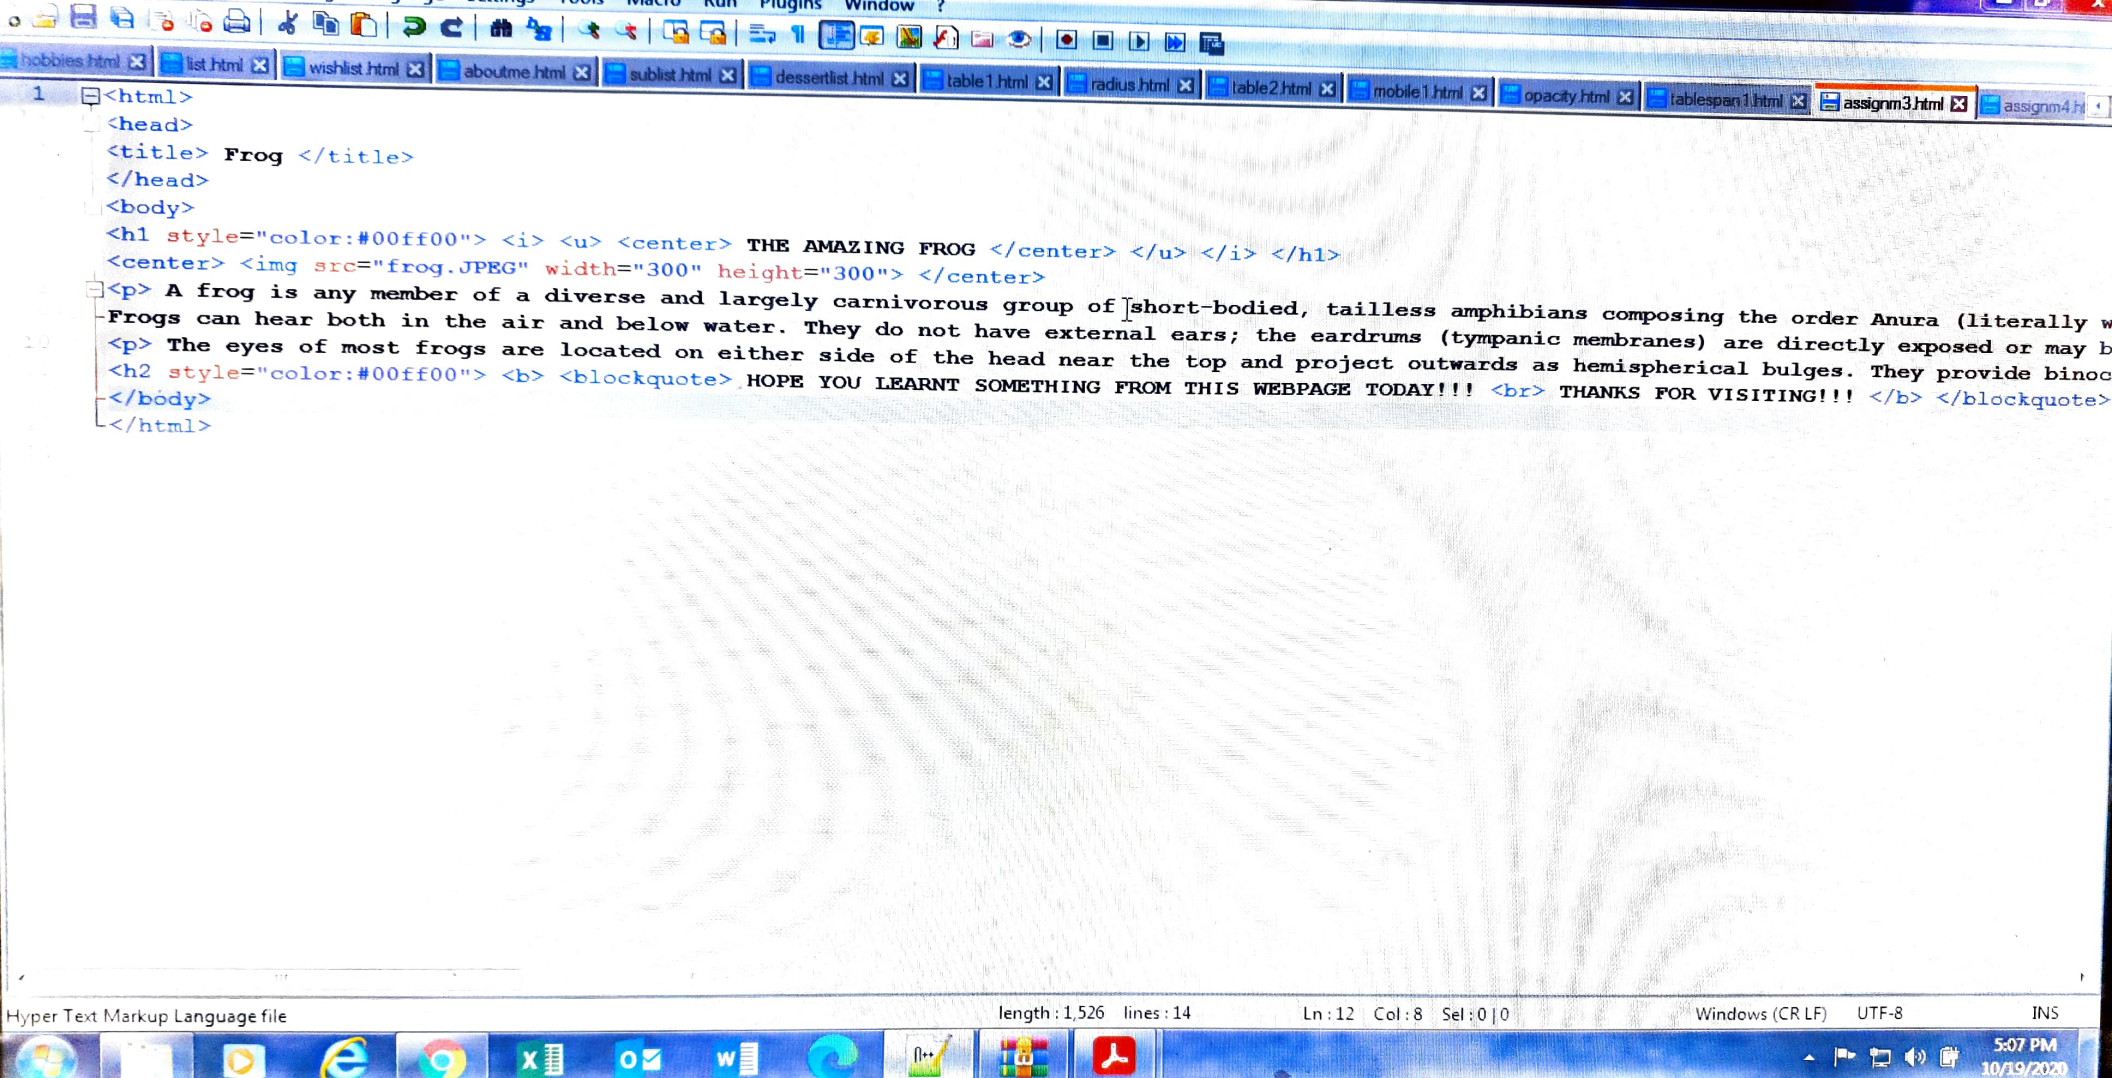 Tools Macro Run Plugins Window ?
hobbies.html list.html wishlist.html aboutme.html sublist.html dessertlist.html table1.html radius.html table2.html mobile1.html opacity.html tablespan1.html assignm3.html assignm4.ht
1 <html>
<head>
<title> Frog </title>
</head>
<body>
<h1 style="color:#00ff00"> <i> <u> <center> THE AMAZING FROG </center> </u> </i> </h1>
<center> <img src="frog.JPEG" width="300" height="300"> </center>
<p> A frog is any member of a diverse and largely carnivorous group of short-bodied, tailless amphibians composing the order Anura (literally w
Frogs can hear both in the air and below water. They do not have external ears; the eardrums (tympanic membranes) are directly exposed or may b
10 <p> The eyes of most frogs are located on either side of the head near the top and project outwards as hemispherical bulges. They provide binoc
<h2 style="color:#00ff00"> <b> <blockquote> HOPE YOU LEARNT SOMETHING FROM THIS WEBPAGE TODAY!!! <br> THANKS FOR VISITING!!! </b> </blockquote>
</body>
</html>
Hyper Text Markup Language file length : 1,526 lines : 14 Ln : 12 Col : 8 Sel : 0 | 0 Windows (CR LF) UTF-8 INS
5:07 PM
10/19/2020